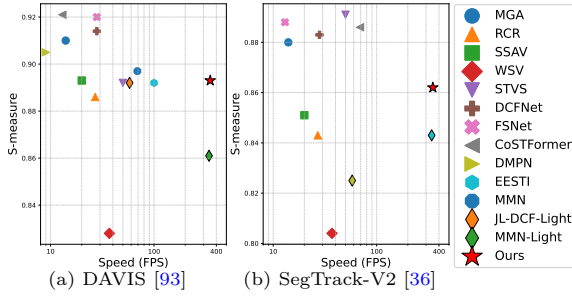 S-measure
0.92
0.90
0.88
0.86
0.84
10
100
400
Speed (FPS)
(a) DAVIS [93]
S-measure
0.88
0.86
0.84
0.82
0.80
10
100
400
Speed (FPS)
(b) SegTrack-V2 [36]
MGA
RCR
SSAV
WSV
STVS
DCFNet
FSNet
CoSTFormer
DMPN
EESTI
MMN
JL-DCF-Light
MMN-Light
Ours